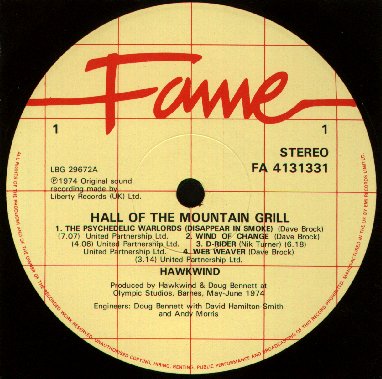 Fame
1
1
LBG 29672A
STEREO
FA 4131331
℗1974 Original sound
recording made by
Liberty Records (UK) Ltd.
HALL OF THE MOUNTAIN GRILL
1. THE PSYCHEDELIC WARLORDS (DISAPPEAR IN SMOKE) (Dave Brock)
(7.07) United Partnership Ltd. 2. WIND OF CHANGE (Dave Brock)
(4.08) United Partnership Ltd. 3. D-RIDER (Nik Turner) (6.18)
United Partnership Ltd. 4. WEB WEAVER (Dave Brock)
(3.14) United Partnership Ltd.
HAWKWIND
Produced by Hawkwind & Doug Bennett at
Olympic Studios, Barnes, May-June 1974
Engineers: Doug Bennett with David Hamilton-Smith
and Andy Morris